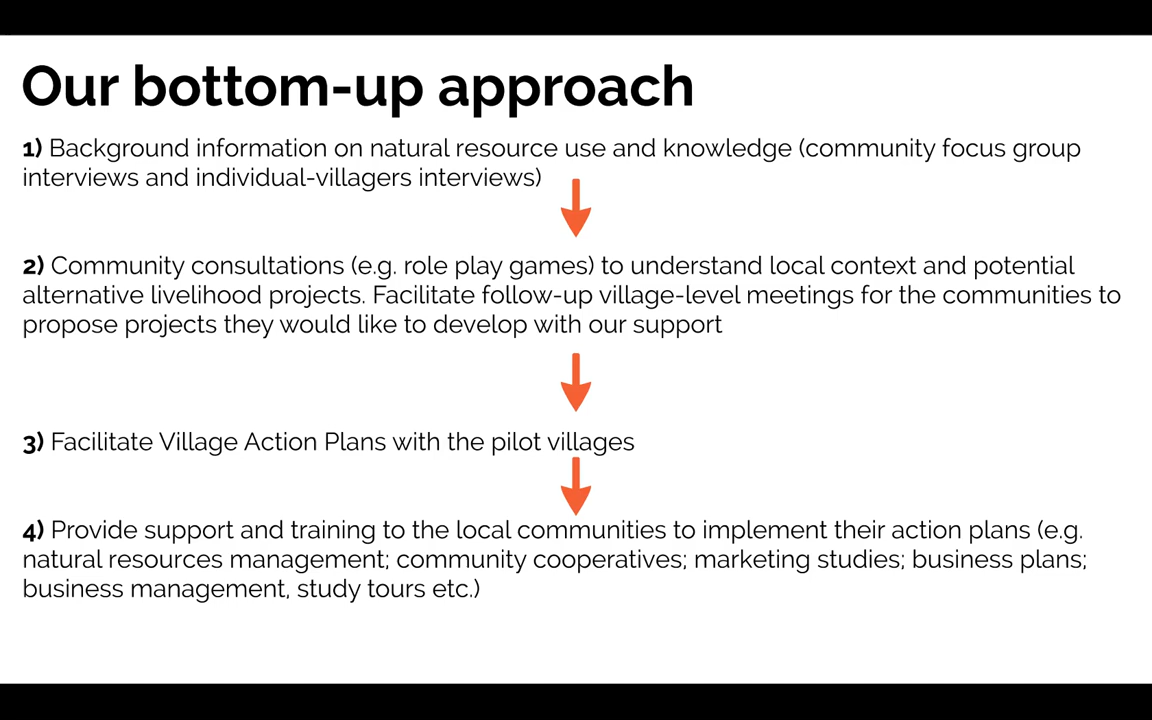 Our bottom-up approach
1) Background information on natural resource use and knowledge (community focus group
interviews and individual-villagers interviews)
2) Community consultations (e.g. role play games) to understand local context and potential
alternative livelihood projects. Facilitate follow-up village-level meetings for the communities to
propose projects they would like to develop with our support
3) Facilitate Village Action Plans with the pilot villages
4) Provide support and training to the local communities to implement their action plans (e.g.
natural resources management; community cooperatives; marketing studies; business plans;
business management, study tours etc.)